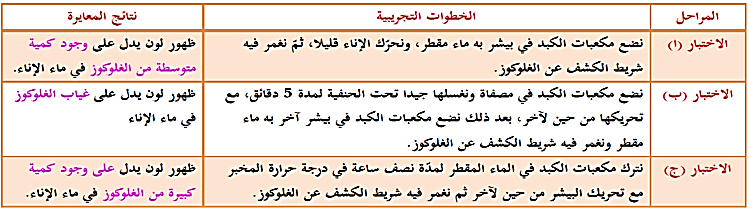 المراحل
الخطوات التجريبية
نتائج المعايرة
الاختبار (ا)
نضع مكعبات الكبد في بيشر به ماء مقطر، ونحرّك الإناء قليلا، ثمّ نغمر فيه
شريط الكشف عن الغلوكوز.
ظهور لون يدل على وجود كمية
متوسطة من الغلوكوز في ماء الإناء.
الاختبار (ب)
نضع مكعبات الكبد في مصفاة ونغسلها جيدا تحت الحنفية لمدة 5 دقائق، مع
تحريكها من حين لآخر، بعد ذلك نضع مكعبات الكبد في بيشر آخر به ماء
مقطر ونغمر فيه شريط الكشف عن الغلوكوز.
ظهور لون يدل على غياب الغلوكوز
في ماء الإناء
الاختبار (ج)
نترك مكعبات الكبد في الماء المقطر لمدّة نصف ساعة في درجة حرارة المخبر
مع تحريك البيشر من حين لآخر ثم نغمر فيه شريط الكشف عن الغلوكوز.
ظهور لون يدل على وجود كمية
كبيرة من الغلوكوز في ماء الإناء.